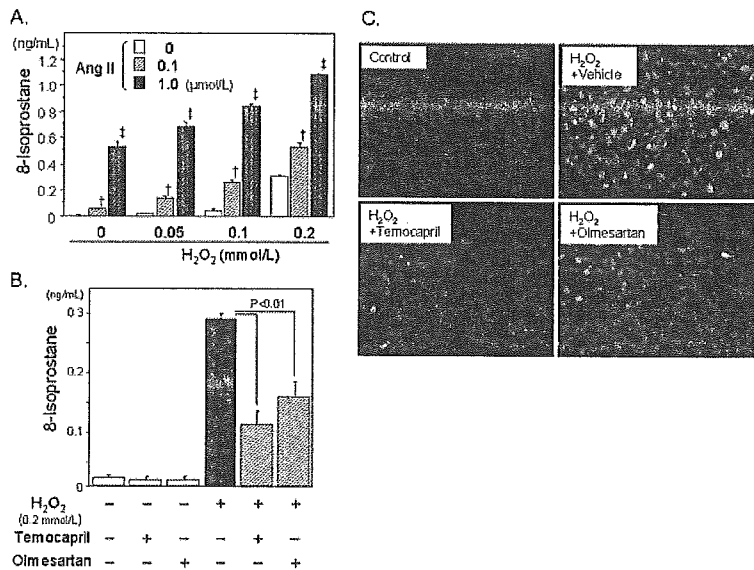 A.
(ng/mL)
8-Isoprostane
1.2
1.0
0.8
0.6
0.4
0.2
0
Ang II
0
0.1
1.0 (μmol/L)
† ‡ † ‡ † ‡ † ‡
0 0.05 0.1 0.2
H₂O₂ (mmol/L)
B.
(ng/mL)
8-Isoprostane
0.3
0.2
0.1
0
P<0.01
H₂O₂ − − − + + +
(0.2 mmol/L)
Temocapril − + − − + −
Olmesartan − − + − − +
C.
Control
H₂O₂
+Vehicle
H₂O₂
+Temocapril
H₂O₂
+Olmesartan